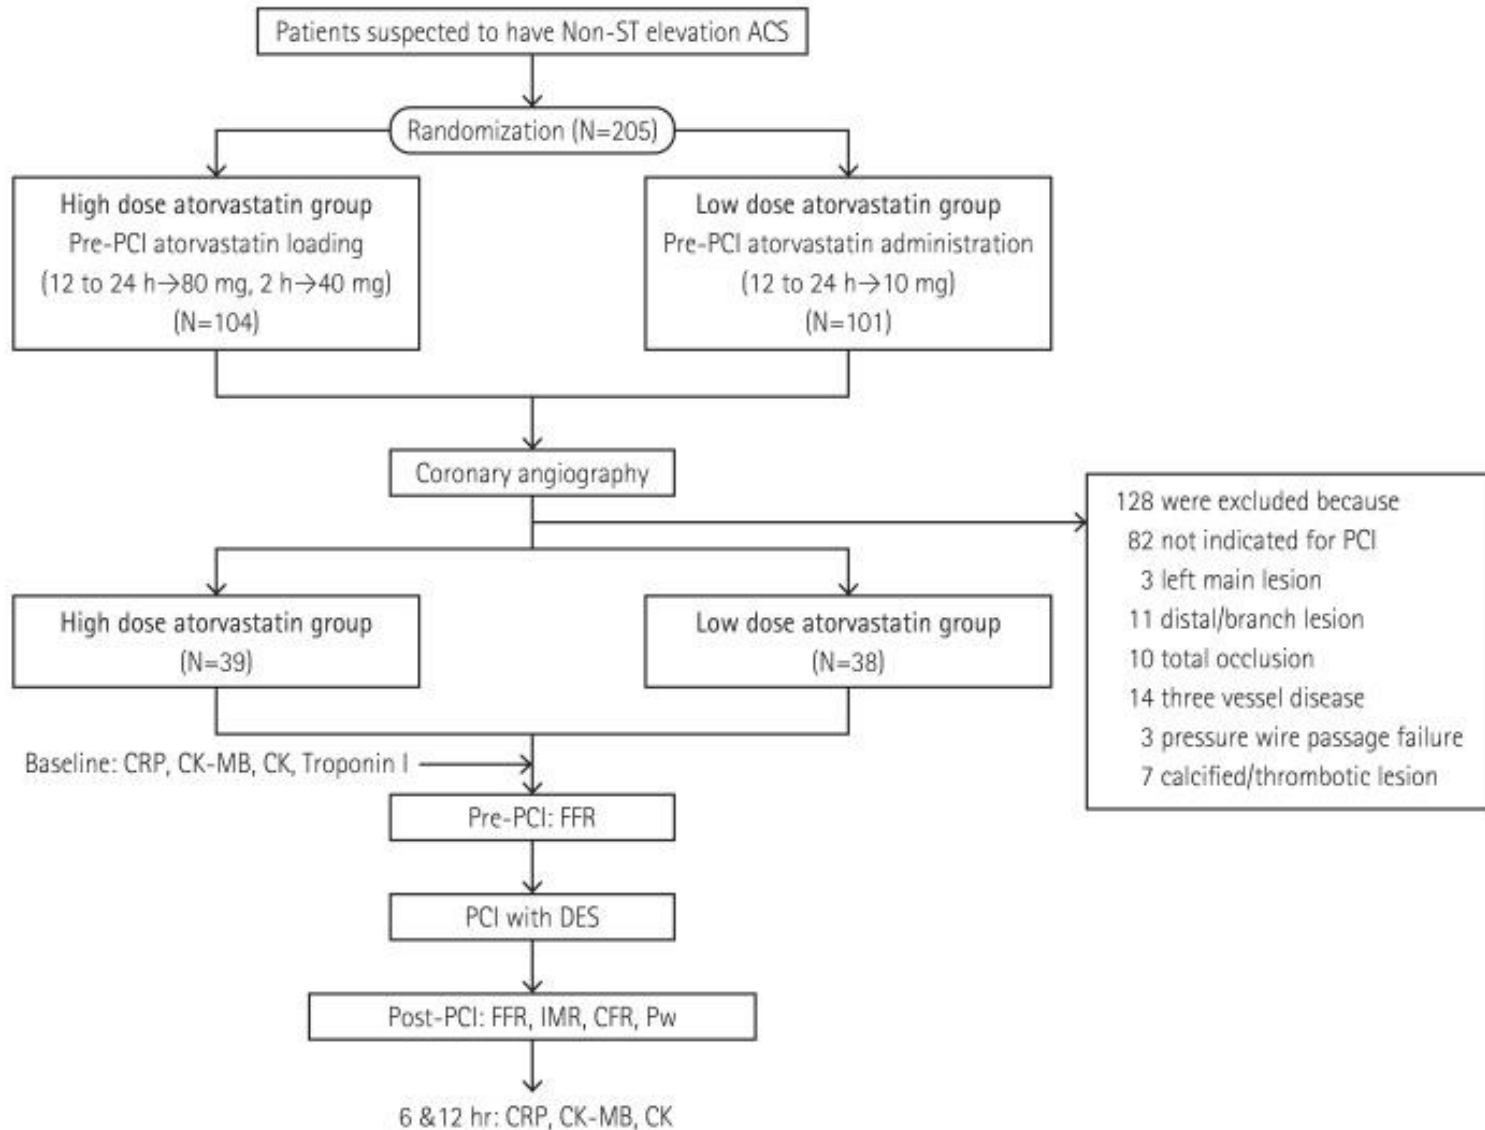 Patients suspected to have Non-ST elevation ACS
Randomization (N=205)
High dose atorvastatin group
Pre-PCI atorvastatin loading
(12 to 24 h→80 mg, 2 h→40 mg)
(N=104)
Low dose atorvastatin group
Pre-PCI atorvastatin administration
(12 to 24 h→10 mg)
(N=101)
Coronary angiography
128 were excluded because
82 not indicated for PCI
3 left main lesion
11 distal/branch lesion
10 total occlusion
14 three vessel disease
3 pressure wire passage failure
7 calcified/thrombotic lesion
High dose atorvastatin group
(N=39)
Low dose atorvastatin group
(N=38)
Baseline: CRP, CK-MB, CK, Troponin I
Pre-PCI: FFR
PCI with DES
Post-PCI: FFR, IMR, CFR, Pw
6 &12 hr: CRP, CK-MB, CK